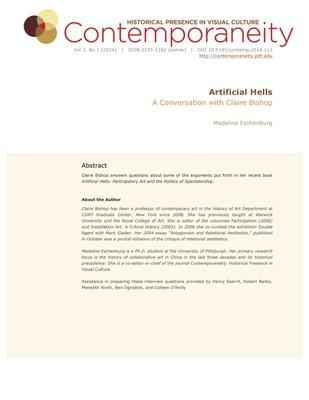 HISTORICAL PRESENCE IN VISUAL CULTURE
Contemporaneity
Vol 3, No 1 (2014) | ISSN 2155-1162 (online) | DOI 10.5195/contemp.2014.113
http://contemporaneity.pitt.edu
Artificial Hells
A Conversation with Claire Bishop
Madeline Eschenburg
Abstract
Claire Bishop answers questions about some of the arguments put forth in her recent book
Artificial Hells: Participatory Art and the Politics of Spectatorship.
About the Author
Claire Bishop has been a professor of contemporary art in the History of Art Department at
CUNY Graduate Center, New York since 2008. She has previously taught at Warwick
University and the Royal College of Art. She is editor of the volumes Participation (2006)
and Installation Art: A Critical History (2005). In 2008 she co-curated the exhibition Double
Agent with Mark Sladen. Her 2004 essay "Antagonism and Relational Aesthetics," published
in October was a pivotal initiation of the critique of relational aesthetics.
Madeline Eschenburg is a Ph.D. student at the University of Pittsburgh. Her primary research
focus is the history of collaborative art in China in the last three decades and its historical
precedence. She is a co-editor-in-chief of the journal Contemporaneity: Historical Presence in
Visual Culture.
Assistance in preparing these interview questions provided by Henry Skerritt, Robert Bailey,
Meredith North, Ben Ogrodnik, and Colleen O'Reilly